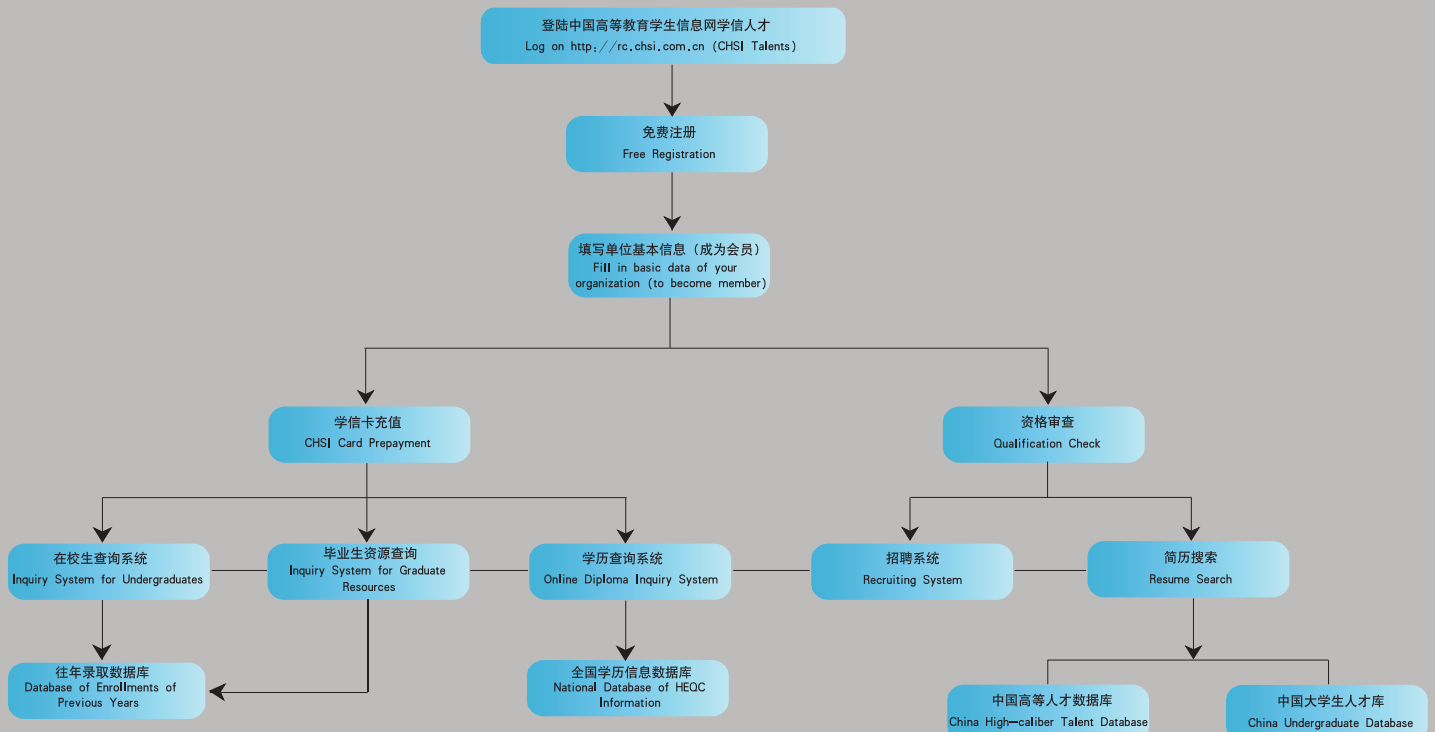 登陆中国高等教育学生信息网学信人才
Log on http://rc.chsi.com.cn (CHSI Talents)
免费注册
Free Registration
填写单位基本信息（成为会员）
Fill in basic data of your
organization (to become member)
学信卡充值
CHSI Card Prepayment
资格审查
Qualification Check
在校生查询系统
Inquiry System for Undergraduates
毕业生资源查询
Inquiry System for Graduate
Resources
学历查询系统
Online Diploma Inquiry System
招聘系统
Recruiting System
简历搜索
Resume Search
往年录取数据库
Database of Enrollments of
Previous Years
全国学历信息数据库
National Database of HEQC
Information
中国高等人才数据库
China High-caliber Talent Database
中国大学生人才库
China Undergraduate Database